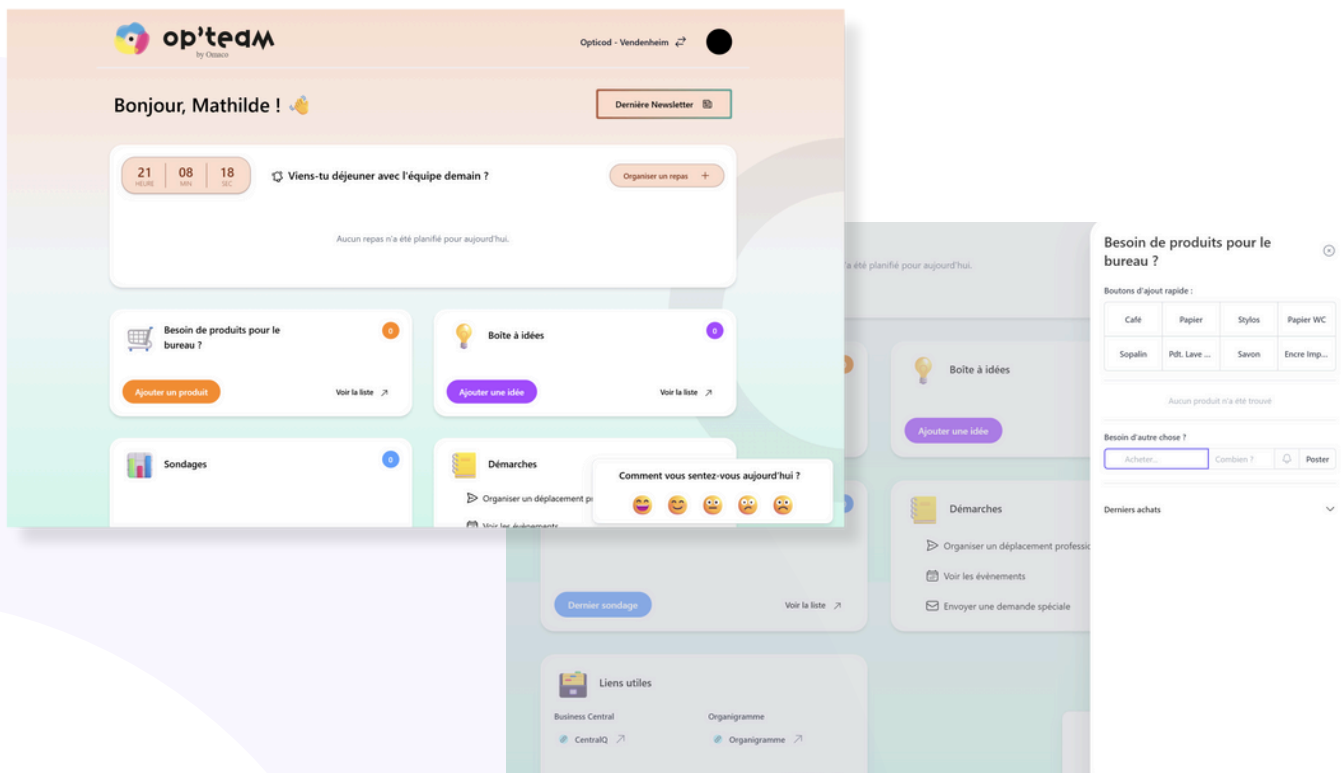 op'team
by Onaco
Opticod - Vendenheim
Bonjour, Mathilde !
Dernière Newsletter
21 08 18
HEURE MIN SEC
Viens-tu déjeuner avec l'équipe demain ?
Organiser un repas +
Aucun repas n'a été planifié pour aujourd'hui.
Besoin de produits pour le
bureau ?
0
Ajouter un produit
Voir la liste
Boîte à idées
0
Ajouter une idée
Voir la liste
Sondages
0
Démarches
Organiser un déplacement pr
Voir les événements
Comment vous sentez-vous aujourd'hui ?
'a été planifié pour aujourd'hui.
Boîte à idées
Ajouter une idée
Démarches
Organiser un déplacement professic
Voir les évènements
Envoyer une demande spéciale
Dernier sondage
Voir la liste
Liens utiles
Business Central
Organigramme
CentralQ
Organigramme
Besoin de produits pour le
bureau ?
Boutons d'ajout rapide :
Café Papier Stylos Papier WC
Sopalin Pdt. Lave ... Savon Encre Imp...
Aucun produit n'a été trouvé
Besoin d'autre chose ?
Acheter... Combien ? Poster
Derniers achats